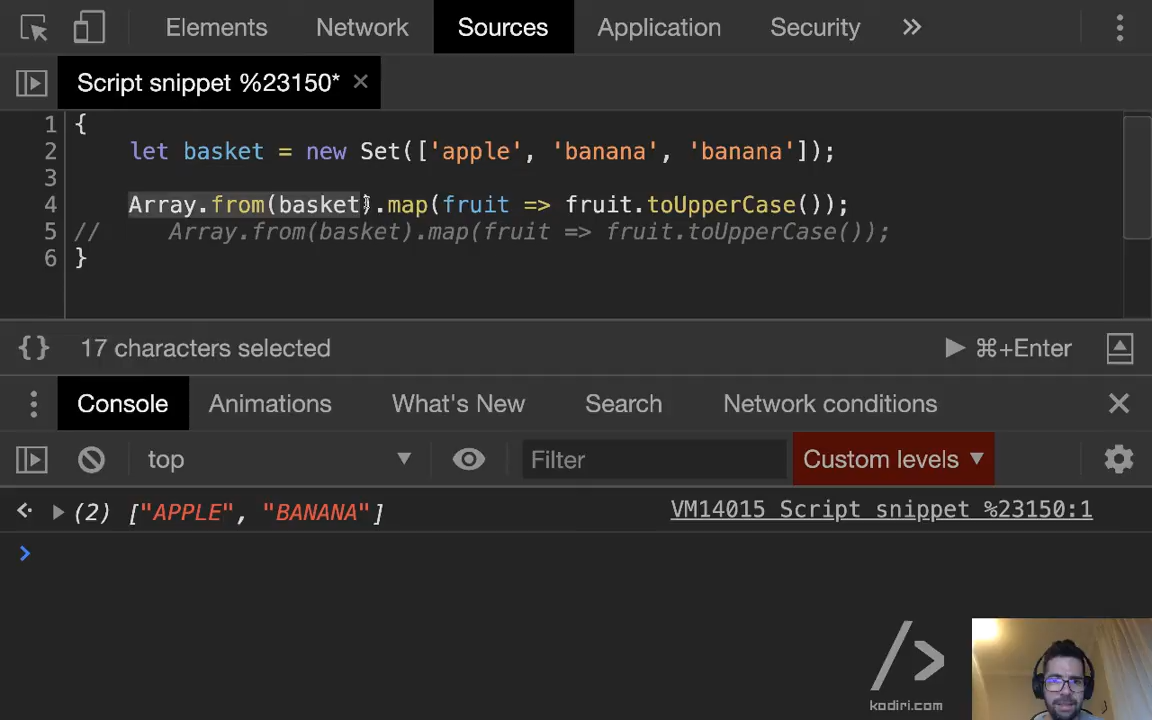 Elements Network Sources Application Security »
Script snippet %23150* ×
1 {
2 let basket = new Set(['apple', 'banana', 'banana']);
3
4 Array.from(basket).map(fruit => fruit.toUpperCase());
5 // Array.from(basket).map(fruit => fruit.toUpperCase());
6 }
{} 17 characters selected ⌘+Enter
Console Animations What's New Search Network conditions
top Filter Custom levels
(2) ["APPLE", "BANANA"] VM14015 Script snippet %23150:1
</>
kodiri.com